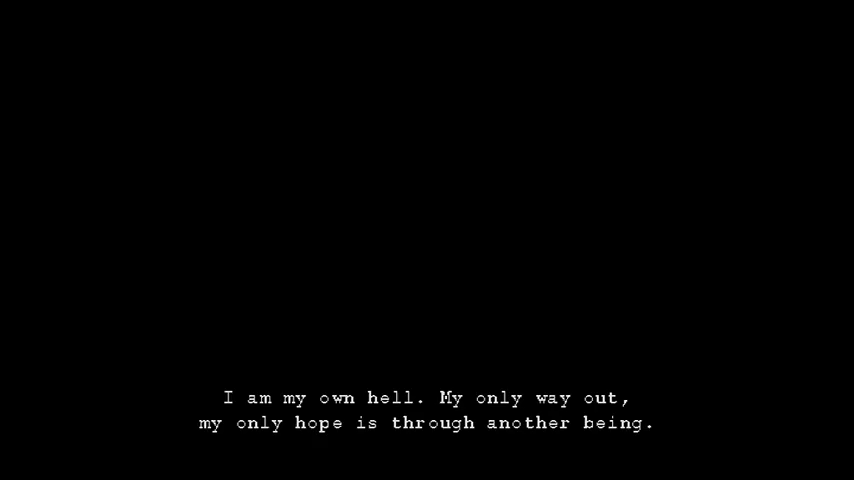 I am my own hell. My only way out,
my only hope is through another being.